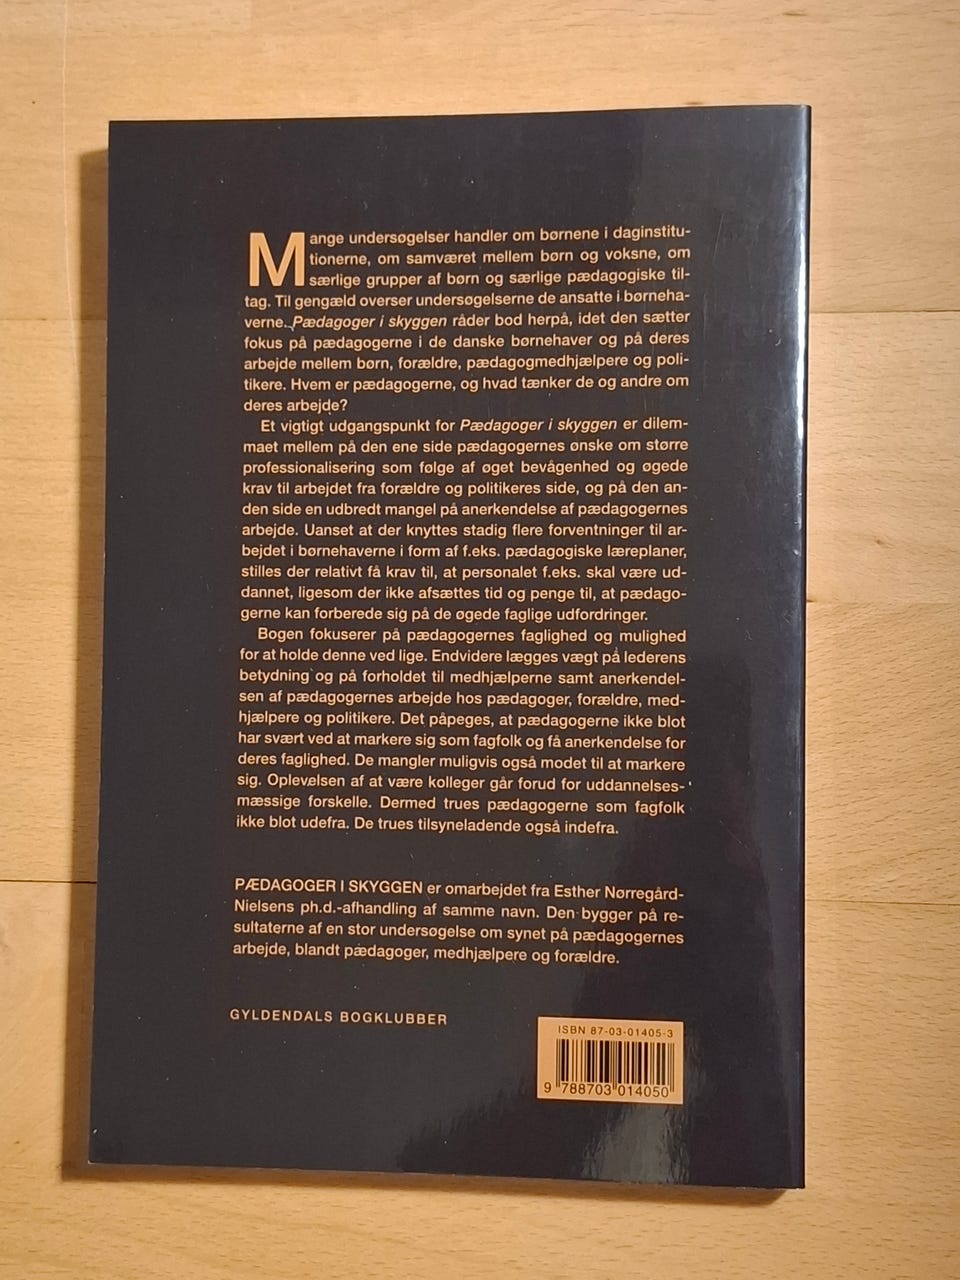 Mange undersøgelser handler om børnene i daginstitu-
tionerne, om samværet mellem børn og voksne, om
særlige grupper af børn og særlige pædagogiske til-
tag. Til gengæld overser undersøgelserne de ansatte i børneha-
verne. Pædagoger i skyggen råder bod herpå, idet den sætter
fokus på pædagogerne i de danske børnehaver og på deres
arbejde mellem børn, forældre, pædagogmedhjælpere og poli-
tikere. Hvem er pædagogerne, og hvad tænker de og andre om
deres arbejde?
Et vigtigt udgangspunkt for Pædagoger i skyggen er dilem-
maet mellem på den ene side pædagogernes ønske om større
professionalisering som følge af øget bevågenhed og øgede
krav til arbejdet fra forældre og politikeres side, og på den an-
den side en udbredt mangel på anerkendelse af pædagogernes
arbejde. Uanset at der knyttes stadig flere forventninger til ar-
bejdet i børnehaverne i form af f.eks. pædagogiske læreplaner,
stilles der relativt få krav til, at personalet f.eks. skal være ud-
dannet, ligesom der ikke afsættes tid og penge til, at pædago-
gerne kan forberede sig på de øgede faglige udfordringer.
Bogen fokuserer på pædagogernes faglighed og mulighed
for at holde denne ved lige. Endvidere lægges vægt på lederens
betydning og på forholdet til medhjælperne samt anerkendel-
sen af pædagogernes arbejde hos pædagoger, forældre, med-
hjælpere og politikere. Det påpeges, at pædagogerne ikke blot
har svært ved at markere sig som fagfolk og få anerkendelse for
deres faglighed. De mangler muligvis også modet til at markere
sig. Oplevelsen af at være kolleger går forud for uddannelses-
mæssige forskelle. Dermed trues pædagogerne som fagfolk
ikke blot udefra. De trues tilsyneladende også indefra.
PÆDAGOGER I SKYGGEN er omarbejdet fra Esther Nørregård-
Nielsens ph.d.-afhandling af samme navn. Den bygger på re-
sultaterne af en stor undersøgelse om synet på pædagogernes
arbejde, blandt pædagoger, medhjælpere og forældre.
GYLDENDALS BOGKLUBBER
ISBN 87-03-01405-3
9 788703 014050